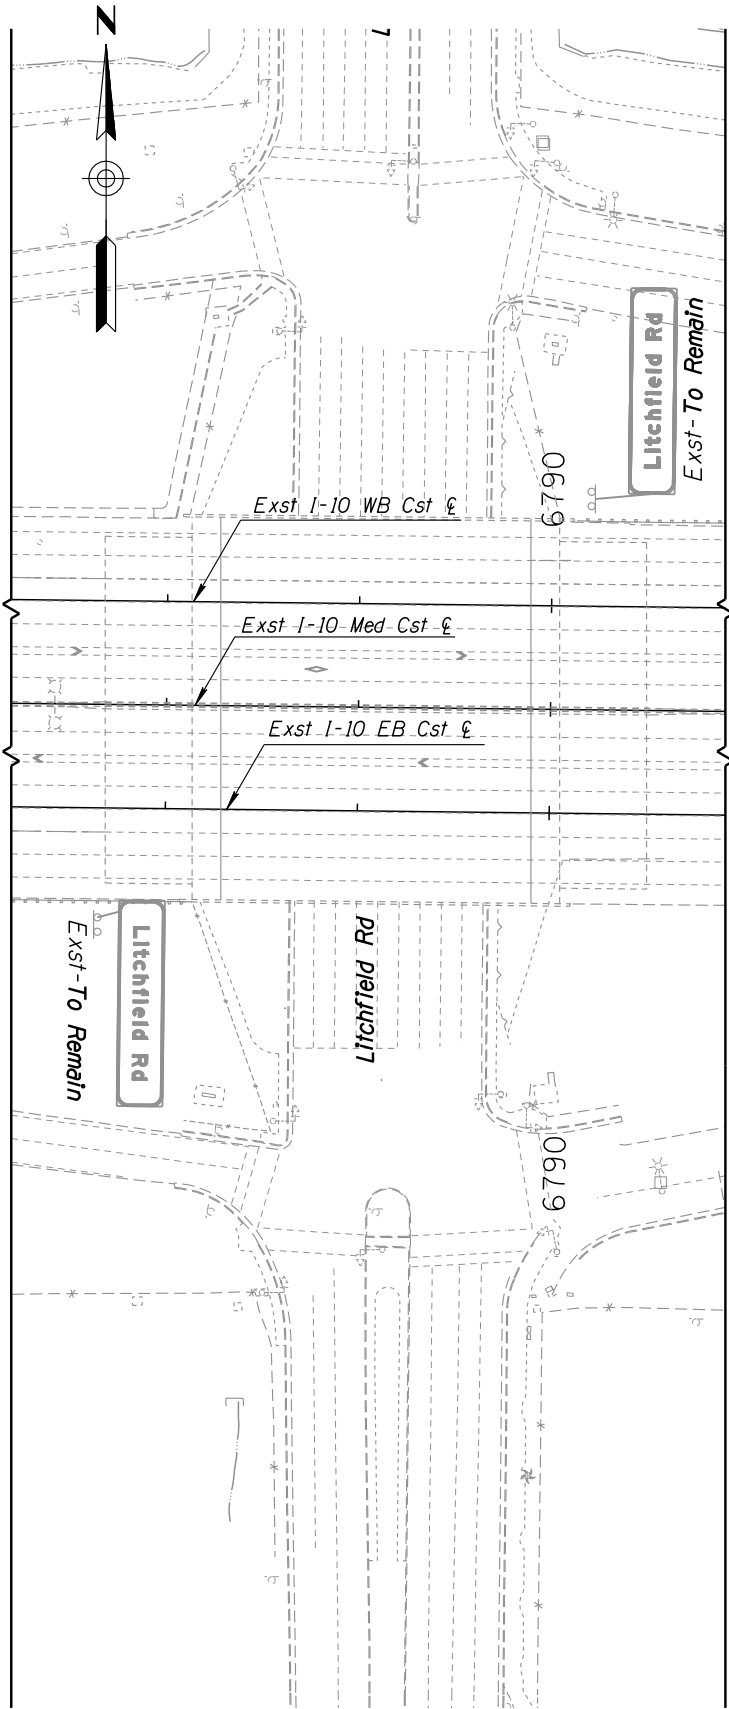 N
L
Litchfield Rd
Exst-To Remain
6790
Exst I-10 WB Cst ℄
Exst I-10 Med Cst ℄
Exst I-10 EB Cst ℄
Litchfield Rd
Exst-To Remain
Litchfield Rd
6790